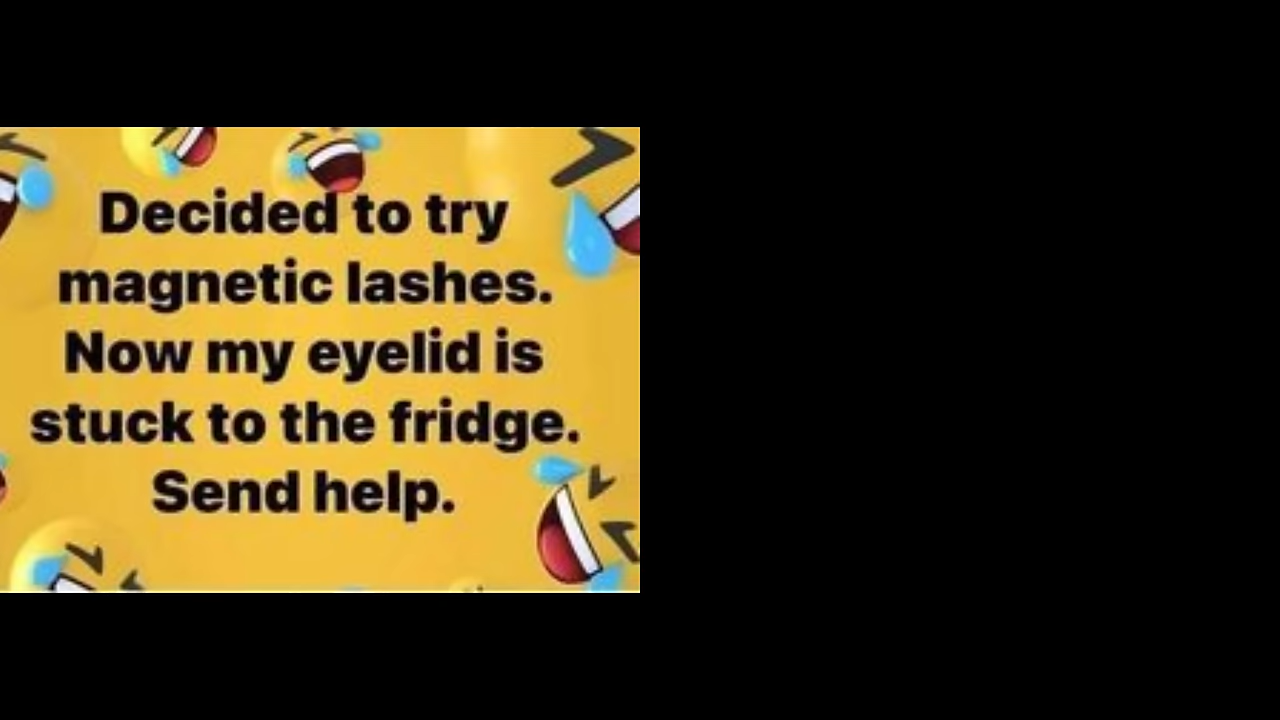 Decided to try
magnetic lashes.
Now my eyelid is
stuck to the fridge.
Send help.